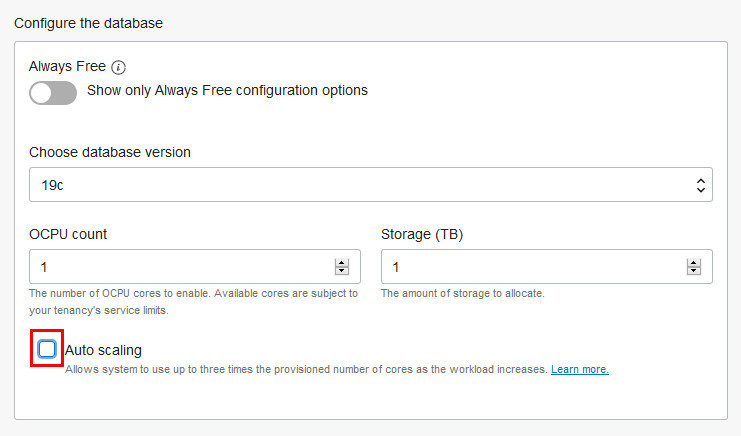 Configure the database
Always Free
Show only Always Free configuration options
Choose database version
19c
OCPU count
Storage (TB)
1
1
The number of OCPU cores to enable. Available cores are subject to
your tenancy's service limits.
The amount of storage to allocate.
Auto scaling
Allows system to use up to three times the provisioned number of cores as the workload increases. Learn more.